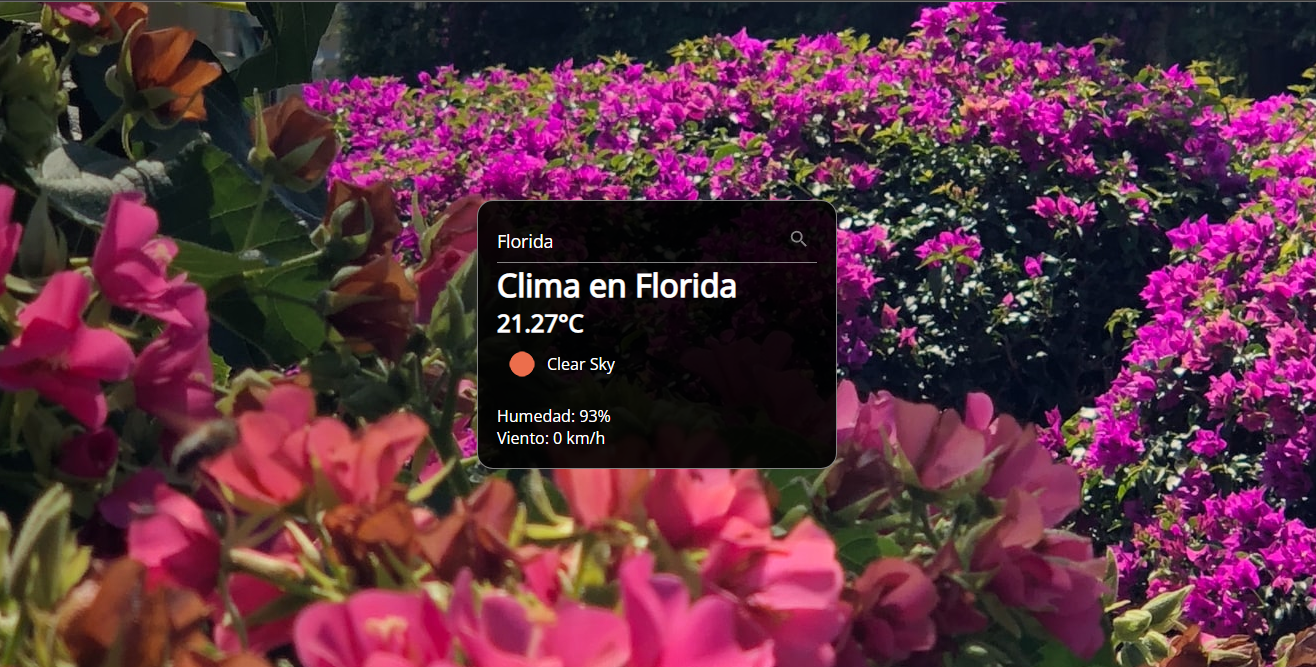 Florida
Clima en Florida
21.27°C
Clear Sky
Humedad: 93%
Viento: 0 km/h